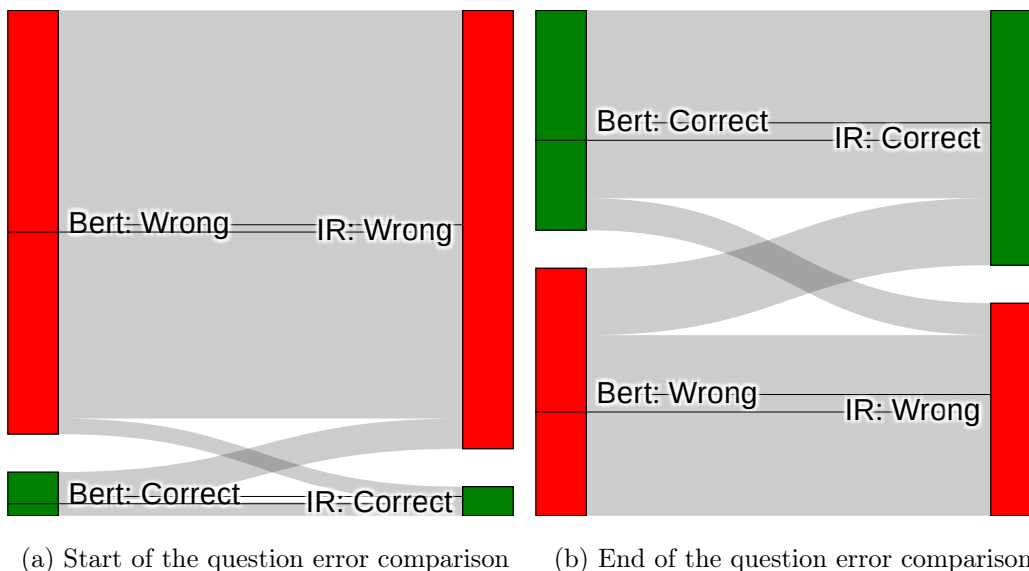 Bert: Wrong
IR: Wrong
Bert: Correct
IR: Correct
(a) Start of the question error comparison
Bert: Correct
IR: Correct
Bert: Wrong
IR: Wrong
(b) End of the question error comparison